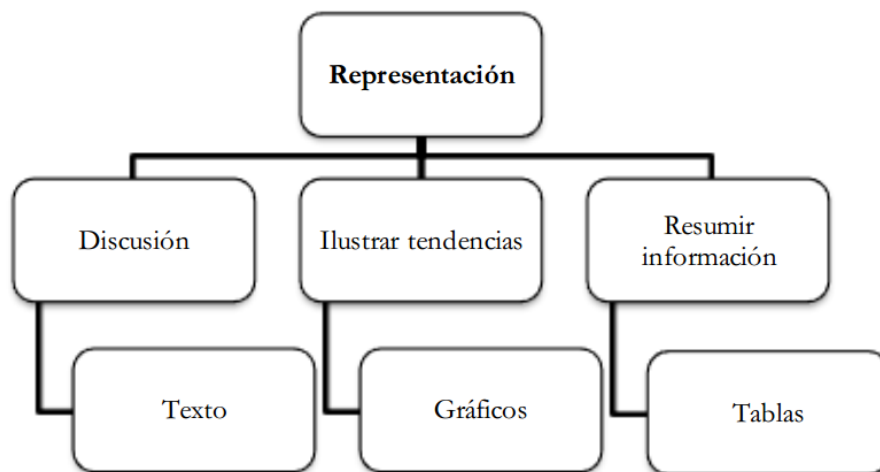 Representación
Discusión
Ilustrar tendencias
Resumir
información
Texto
Gráficos
Tablas